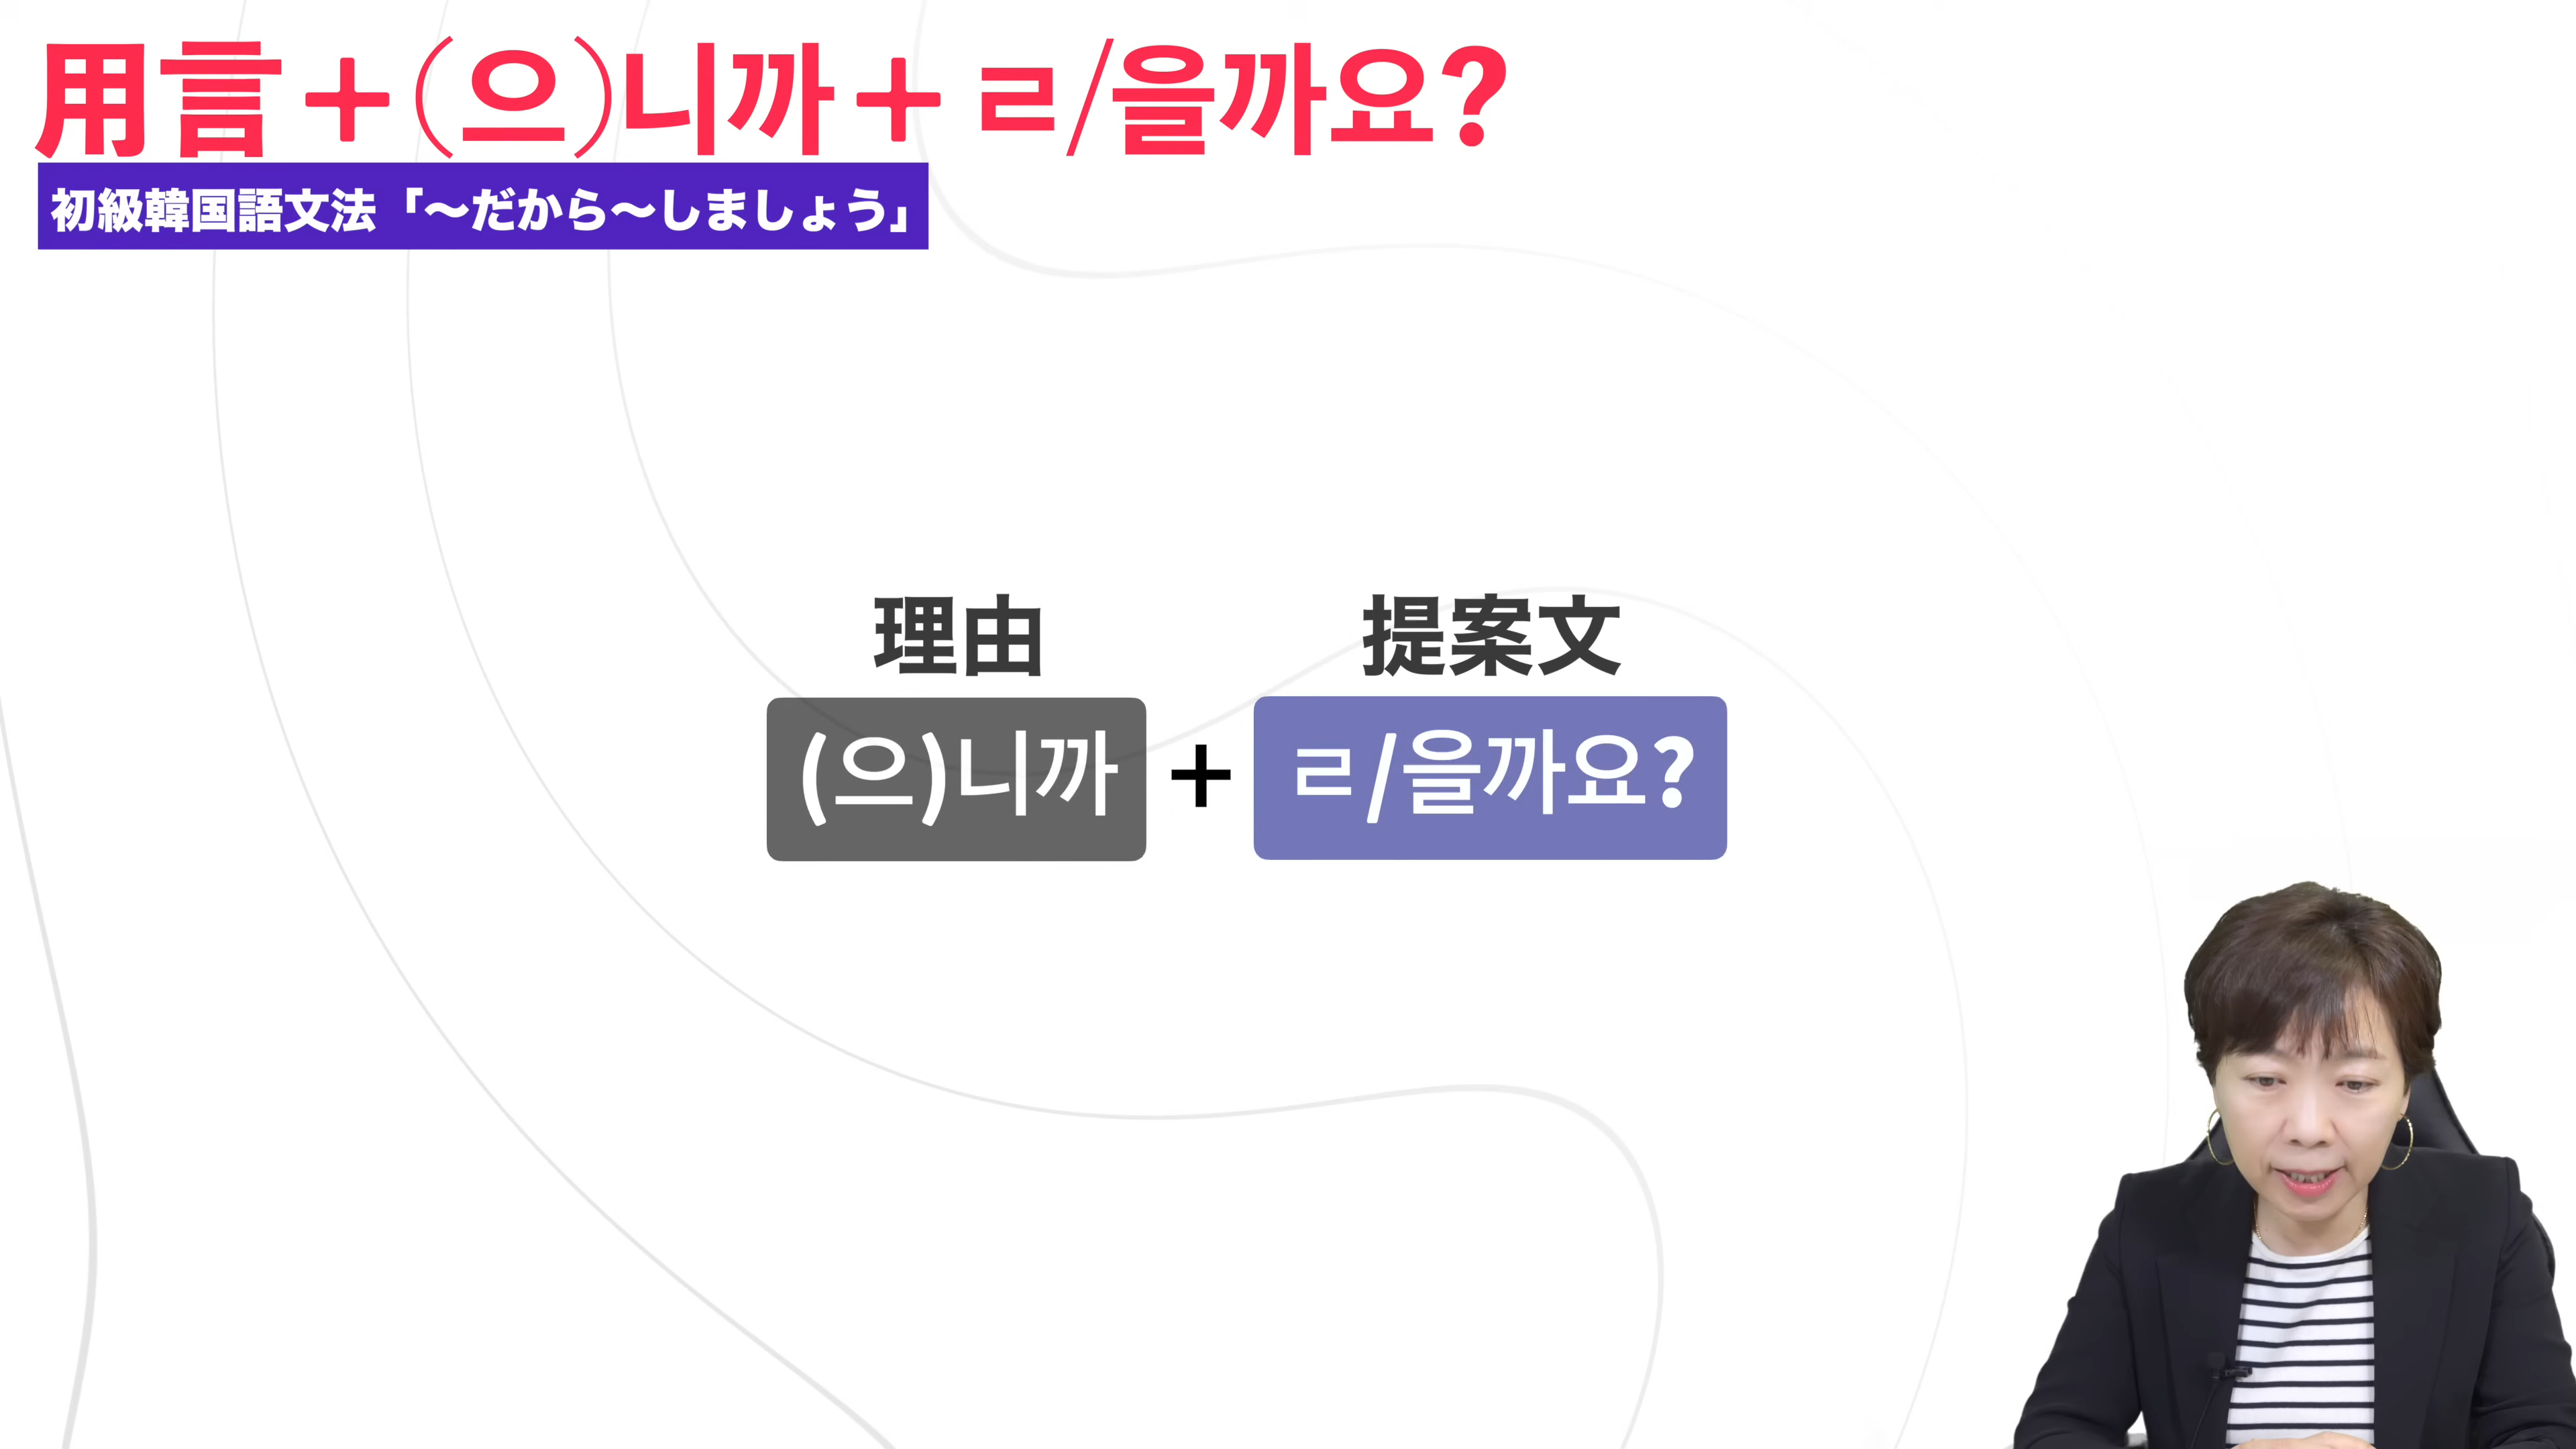 用言＋(으)니까＋ㄹ/을까요?
初級韓国語文法「〜だから〜しましょう」
理由 提案文
(으)니까 + ㄹ/을까요?